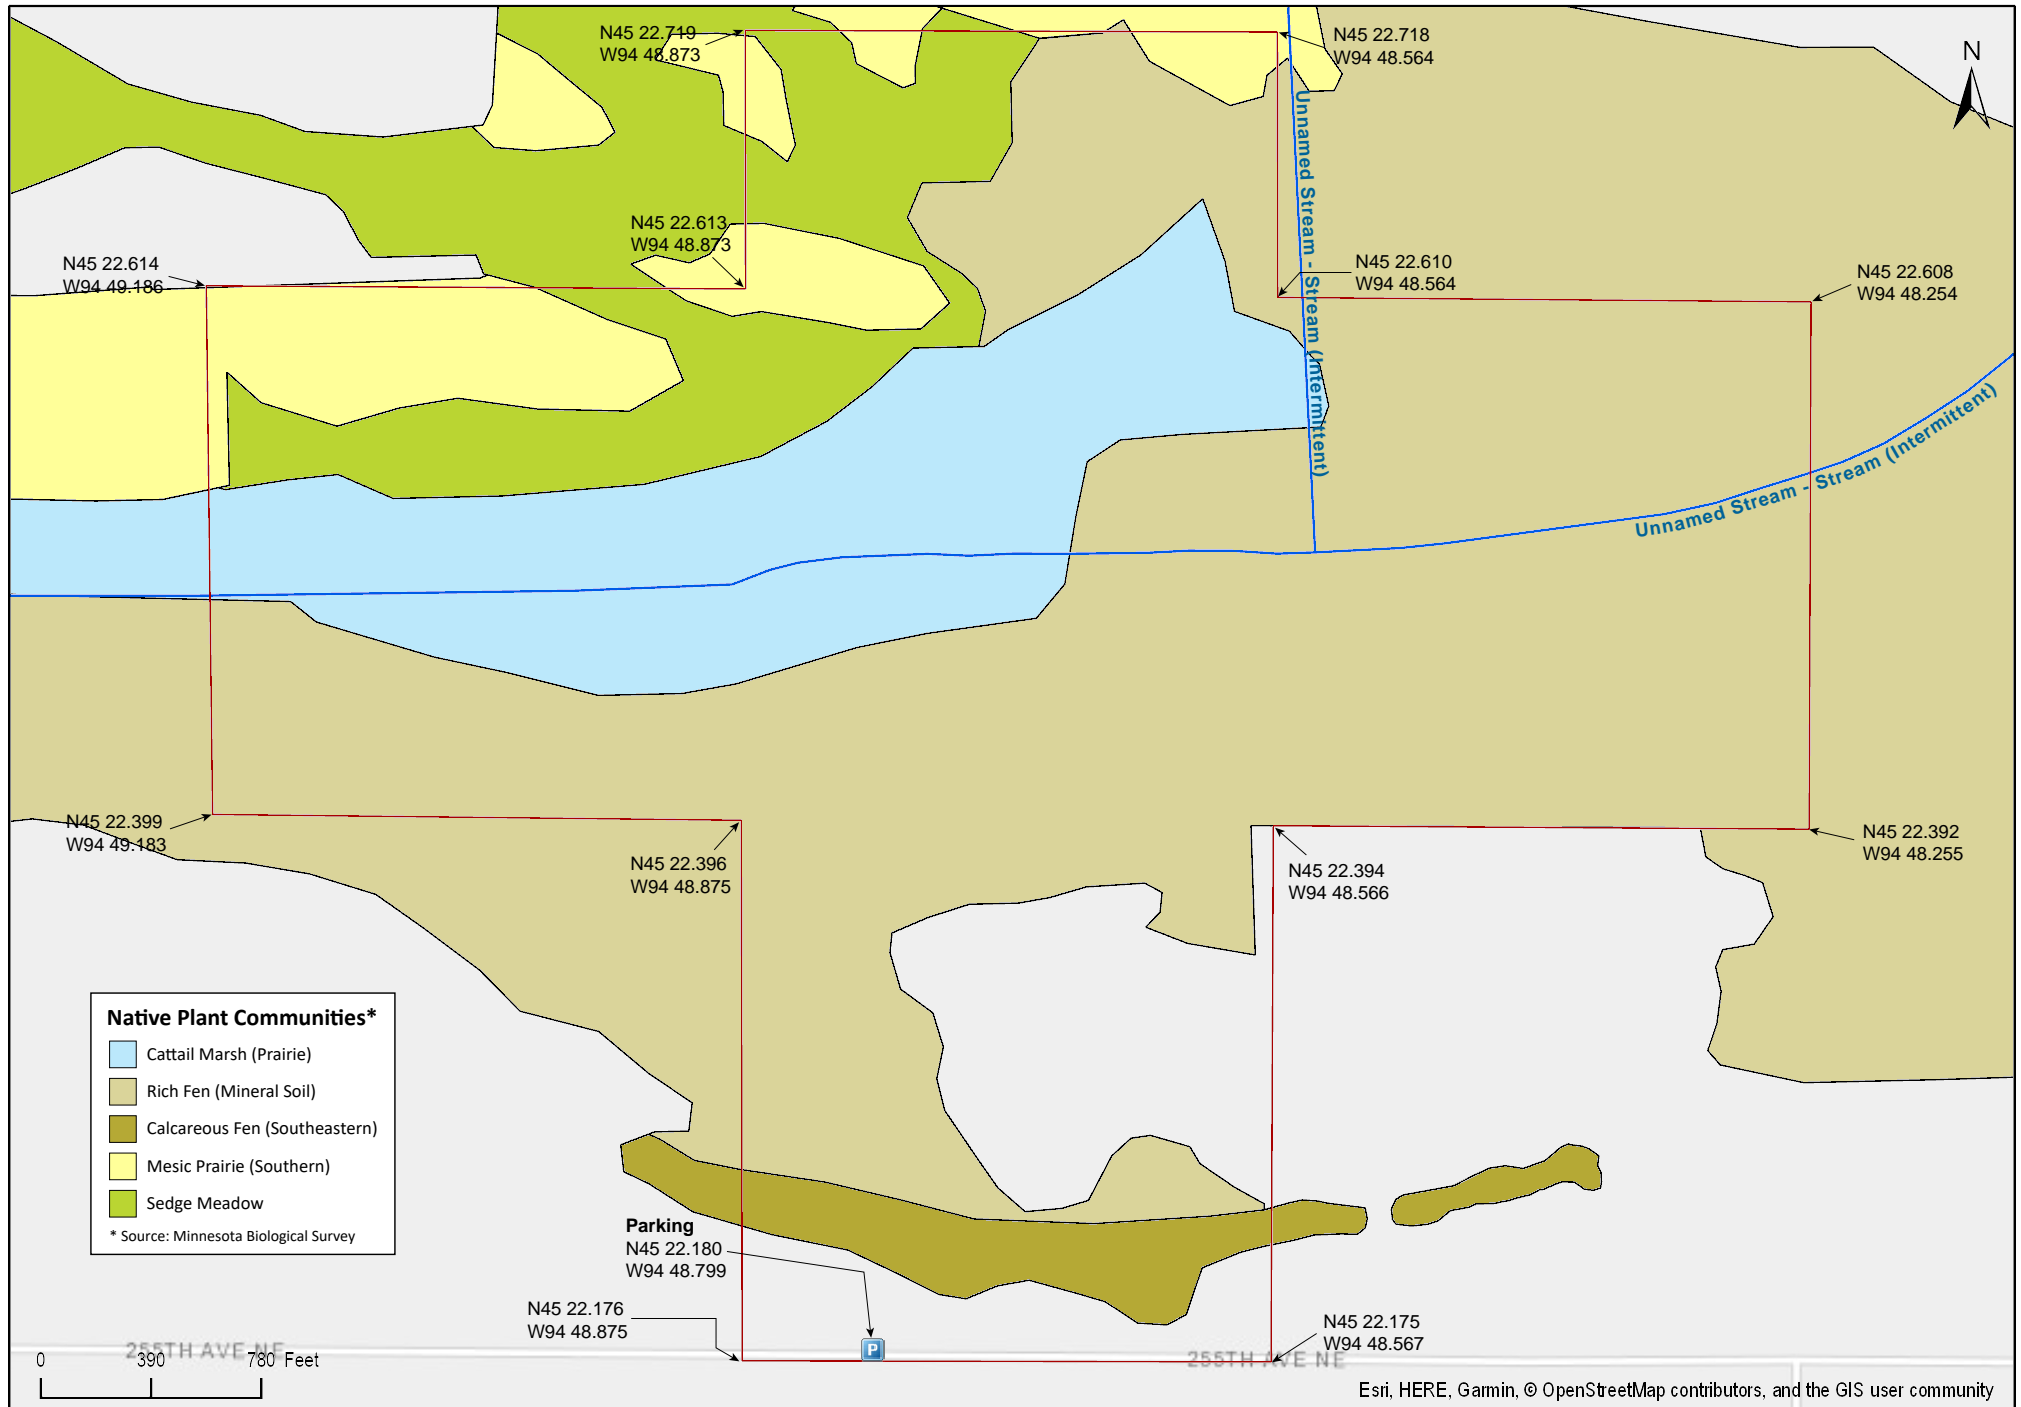 N45 22.719
W94 48.873
N45 22.718
W94 48.564
N
Unnamed Stream - Stream (Intermittent)
N45 22.613
W94 48.873
N45 22.614
W94 49.186
N45 22.610
W94 48.564
N45 22.608
W94 48.254
Unnamed Stream - Stream (Intermittent)
N45 22.399
W94 49.183
N45 22.396
W94 48.875
N45 22.394
W94 48.566
N45 22.392
W94 48.255
Native Plant Communities*
Cattail Marsh (Prairie)
Rich Fen (Mineral Soil)
Calcareous Fen (Southeastern)
Mesic Prairie (Southern)
Sedge Meadow
* Source: Minnesota Biological Survey
Parking
N45 22.180
W94 48.799
N45 22.176
W94 48.875
N45 22.175
W94 48.567
P
255TH AVE NE
255TH AVE NE
0 390 780 Feet
Esri, HERE, Garmin, © OpenStreetMap contributors, and the GIS user community